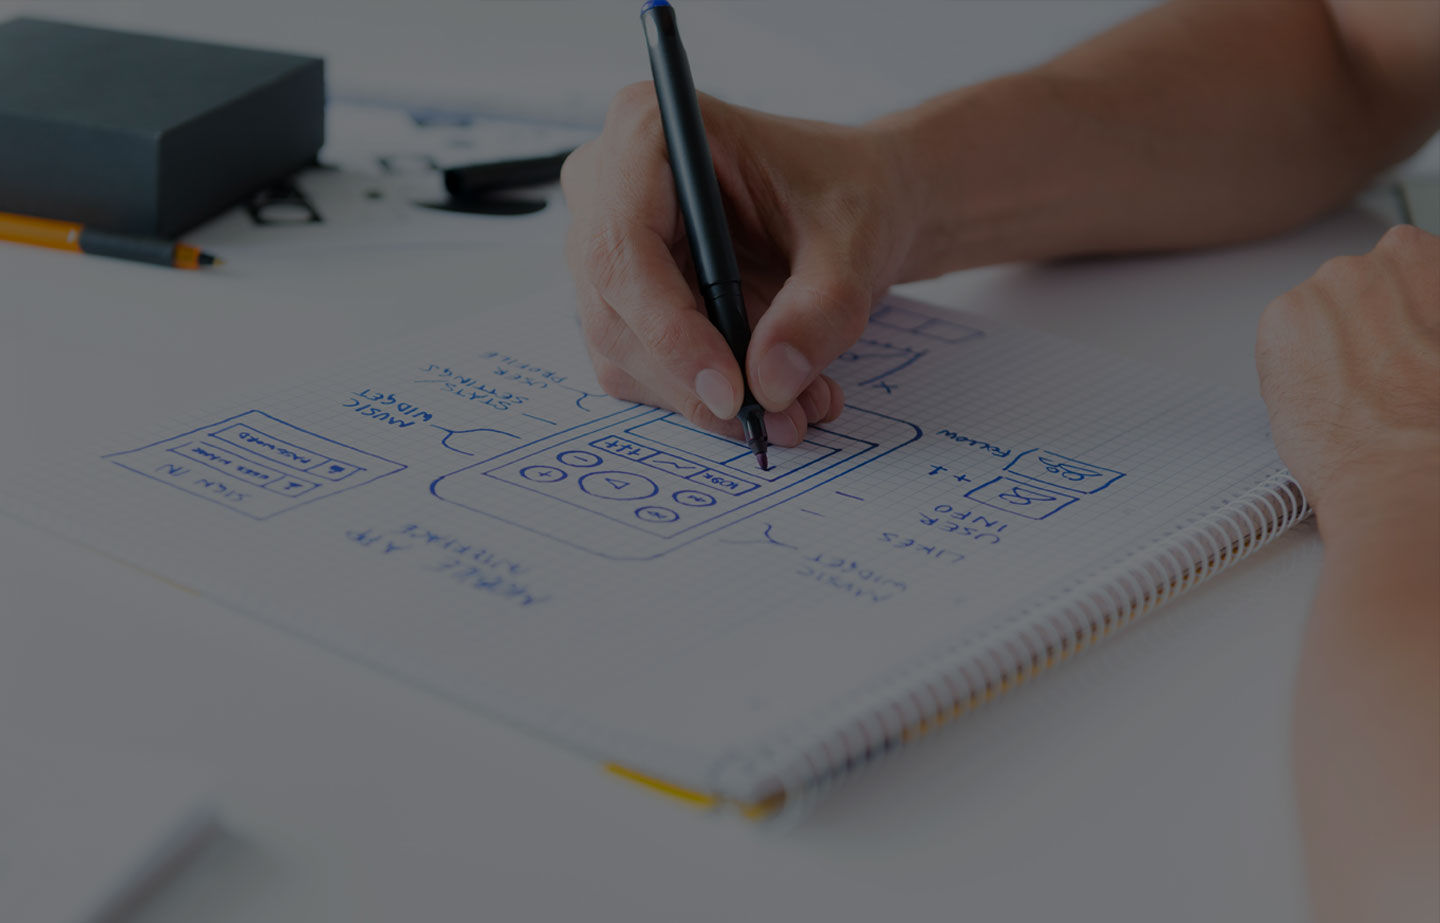 MOBILE APP
INTERFACE
SIGN IN
USER NAME
PASSWORD
MUSIC
WIDGET
STATS/
SETTINGS
USER
PROFILE
MUSIC
WIDGET
LIKES
USER
INFO
+1
FOLLOW